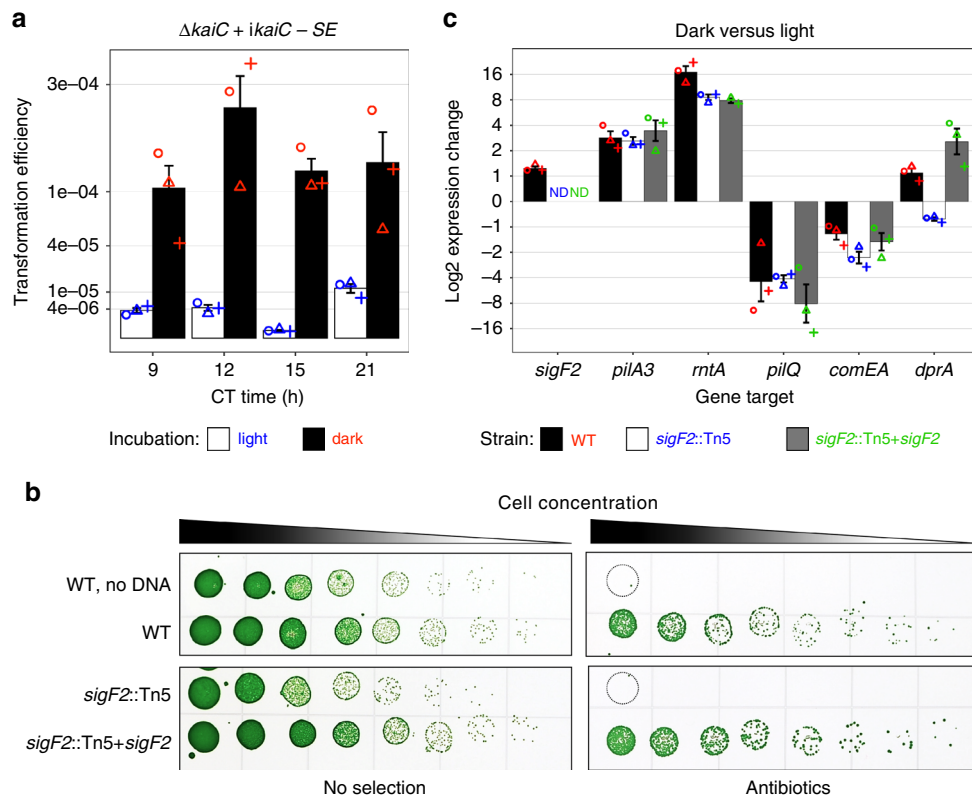 a
ΔkaiC + ikaiC – SE
Transformation efficiency
3e–04
1e–04
4e–05
1e–05
4e–06
9 12 15 21
CT time (h)
Incubation: light dark
c
Dark versus light
Log2 expression change
16
8
4
2
1
0
–1
–2
–4
–8
–16
NDND
sigF2 pilA3 rntA pilQ comEA dprA
Gene target
Strain: WT sigF2::Tn5 sigF2::Tn5+sigF2
b
Cell concentration
WT, no DNA
WT
sigF2::Tn5
sigF2::Tn5+sigF2
No selection Antibiotics